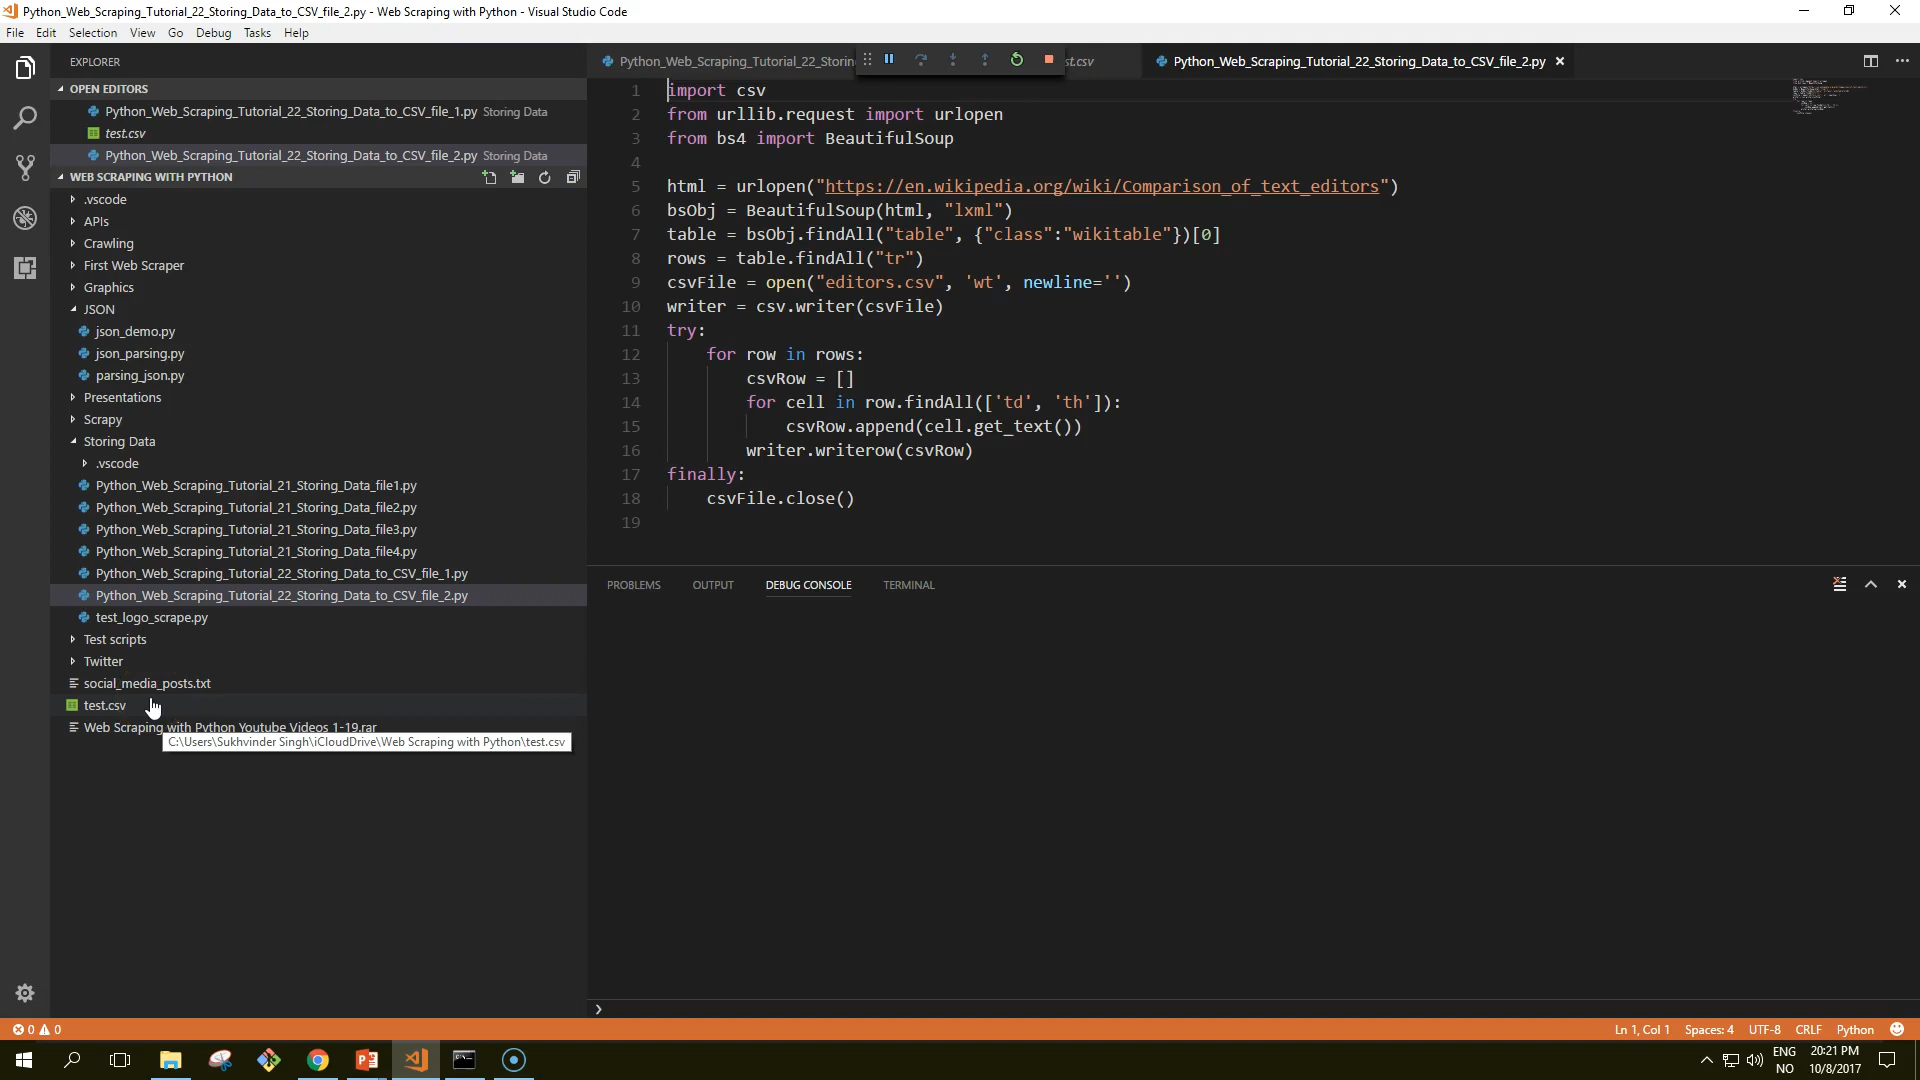 Python_Web_Scraping_Tutorial_22_Storing_Data_to_CSV_file_2.py - Web Scraping with Python - Visual Studio Code
File Edit Selection View Go Debug Tasks Help
EXPLORER
OPEN EDITORS
Python_Web_Scraping_Tutorial_22_Storing_Data_to_CSV_file_1.py Storing Data
test.csv
Python_Web_Scraping_Tutorial_22_Storing_Data_to_CSV_file_2.py Storing Data
WEB SCRAPING WITH PYTHON
.vscode
APIs
Crawling
First Web Scraper
Graphics
JSON
json_demo.py
json_parsing.py
parsing_json.py
Presentations
Scrapy
Storing Data
.vscode
Python_Web_Scraping_Tutorial_21_Storing_Data_file1.py
Python_Web_Scraping_Tutorial_21_Storing_Data_file2.py
Python_Web_Scraping_Tutorial_21_Storing_Data_file3.py
Python_Web_Scraping_Tutorial_21_Storing_Data_file4.py
Python_Web_Scraping_Tutorial_22_Storing_Data_to_CSV_file_1.py
Python_Web_Scraping_Tutorial_22_Storing_Data_to_CSV_file_2.py
test_logo_scrape.py
Test scripts
Twitter
social_media_posts.txt
test.csv
Web Scraping with Python Youtube Videos 1-19.rar
C:\Users\Sukhvinder Singh\iCloudDrive\Web Scraping with Python\test.csv
Python_Web_Scraping_Tutorial_22_Storin st.csv Python_Web_Scraping_Tutorial_22_Storing_Data_to_CSV_file_2.py
1 import csv
2 from urllib.request import urlopen
3 from bs4 import BeautifulSoup
4
5 html = urlopen("https://en.wikipedia.org/wiki/Comparison_of_text_editors")
6 bsObj = BeautifulSoup(html, "lxml")
7 table = bsObj.findAll("table", {"class":"wikitable"})[0]
8 rows = table.findAll("tr")
9 csvFile = open("editors.csv", 'wt', newline='')
10 writer = csv.writer(csvFile)
11 try:
12 for row in rows:
13 csvRow = []
14 for cell in row.findAll(['td', 'th']):
15 csvRow.append(cell.get_text())
16 writer.writerow(csvRow)
17 finally:
18 csvFile.close()
19
PROBLEMS OUTPUT DEBUG CONSOLE TERMINAL
0 0 Ln 1, Col 1 Spaces: 4 UTF-8 CRLF Python
ENG 20:21 PM
NO 10/8/2017